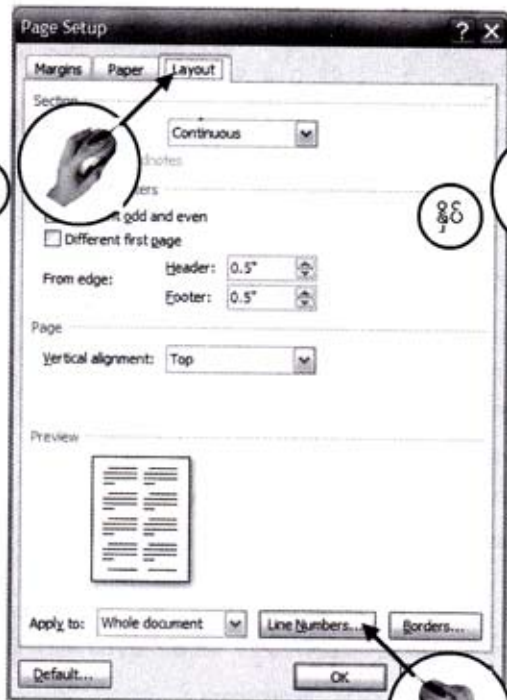 Page Setup
Margins Paper Layout
Section
Continuous
dnotes
ers
odd and even
Different first page
From edge: Header: 0.5"
Footer: 0.5"
Page
Vertical alignment: Top
Preview
Apply to: Whole document Line Numbers... Borders...
Default... OK